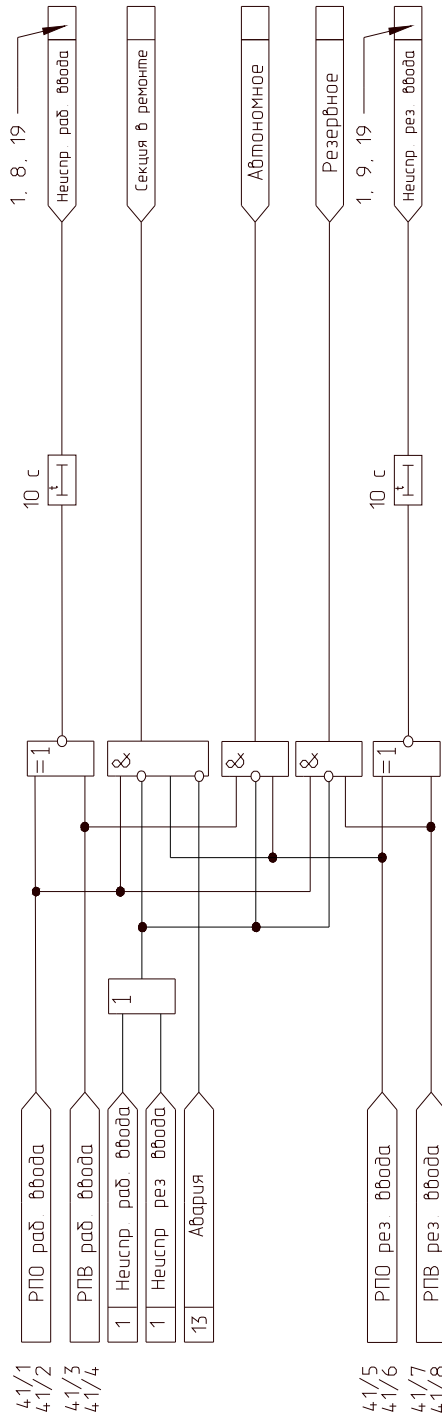 1. 8. 19
Неиспр. раб. ввода
Секция в ремонте
Автономное
Резервное
1. 9. 19
Неиспр. рез. ввода
10 с
t
10 с
t
=1
&
&
&
=1
1
41/1
41/2
РПО раб. ввода
41/3
41/4
РПВ раб. ввода
1 Неиспр. раб. ввода
1 Неиспр рез ввода
13 Авария
41/5
41/6
РПО рез. ввода
41/7
41/8
РПВ рез. ввода